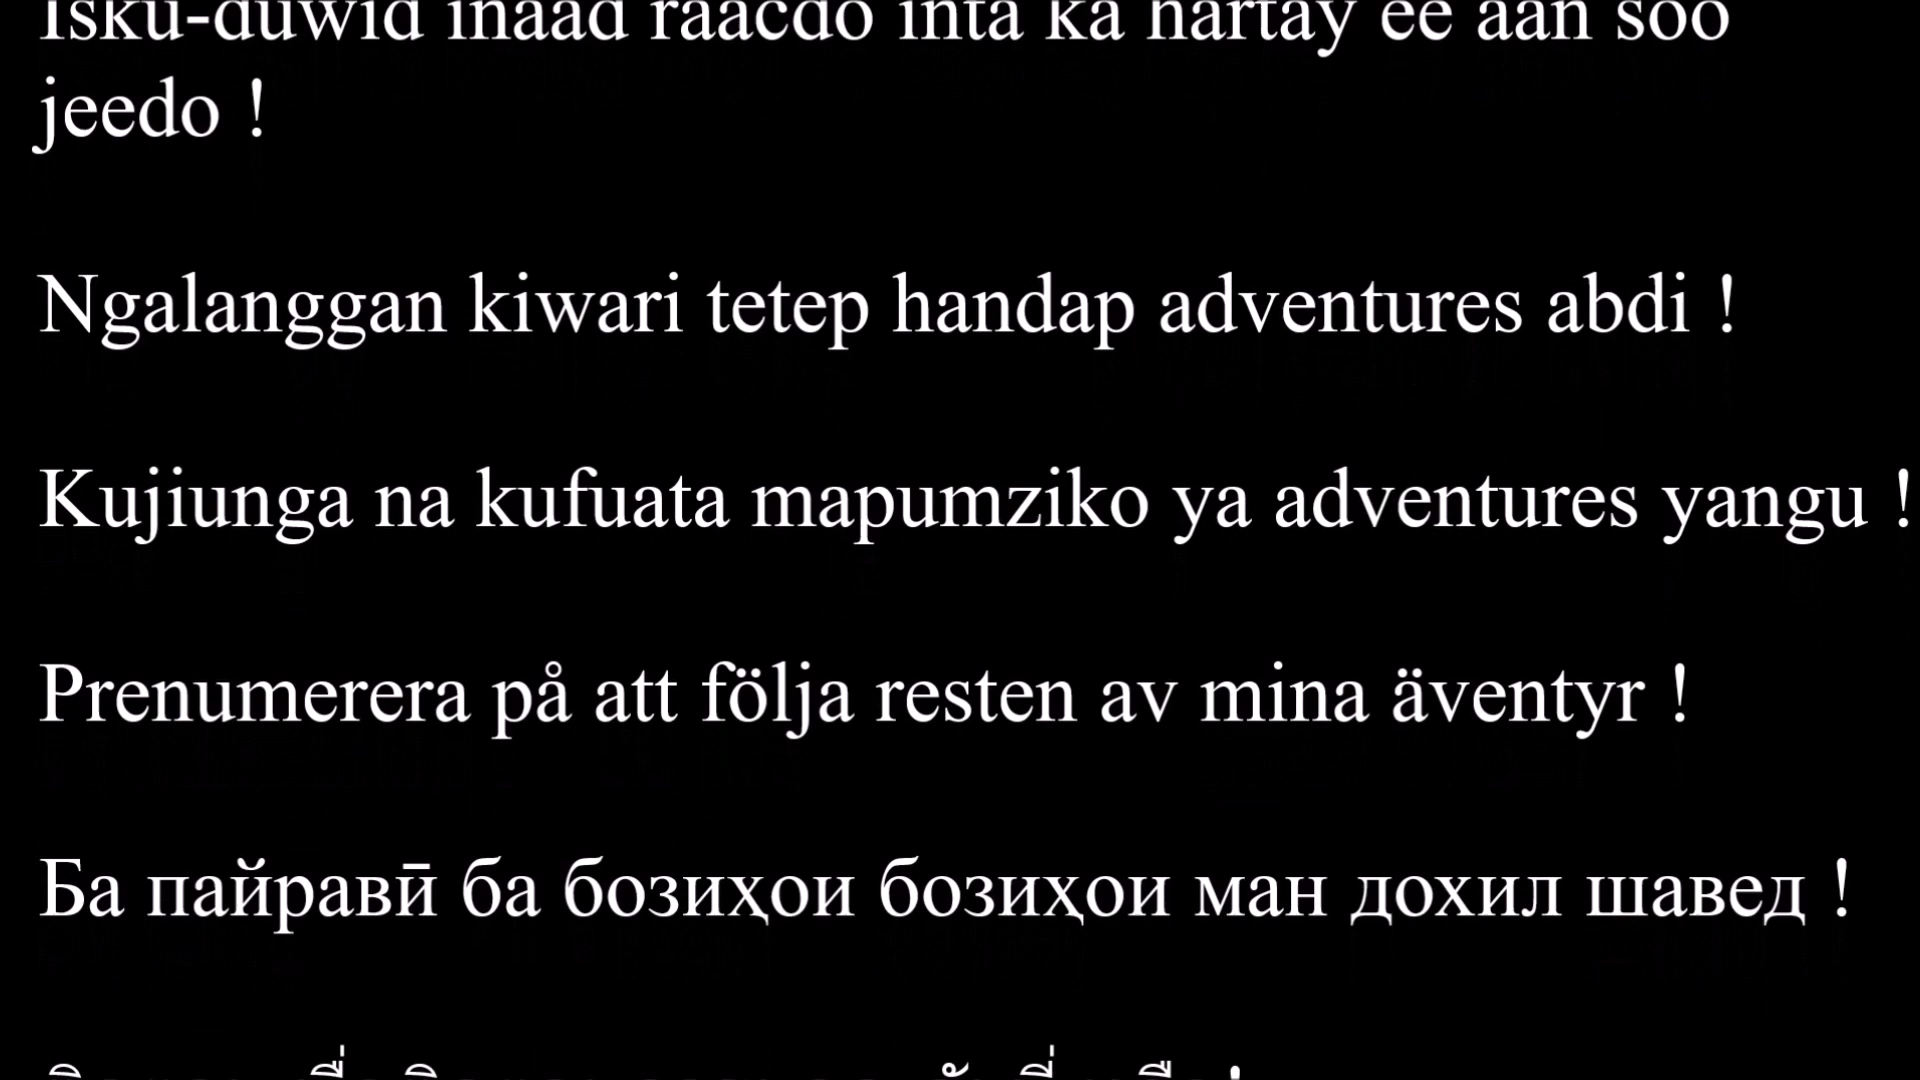 Isku-duwid inaad raacdo inta ka hartay ee aan soo
jeedo !
Ngalanggan kiwari tetep handap adventures abdi !
Kujiunga na kufuata mapumziko ya adventures yangu !
Prenumerera på att följa resten av mina äventyr !
Ба пайравӣ ба бозиҳои бозиҳои ман дохил шавед !